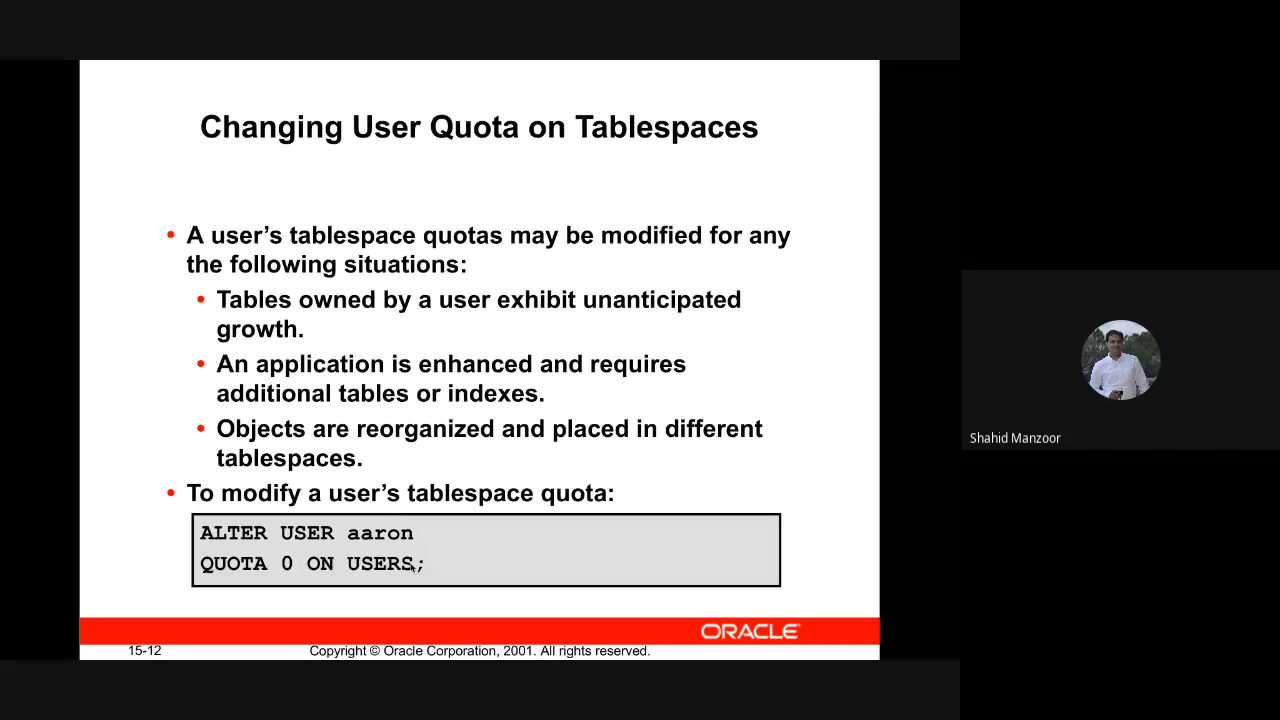 Changing User Quota on Tablespaces
• A user’s tablespace quotas may be modified for any
the following situations:
• Tables owned by a user exhibit unanticipated
growth.
• An application is enhanced and requires
additional tables or indexes.
• Objects are reorganized and placed in different
tablespaces.
• To modify a user’s tablespace quota:
ALTER USER aaron
QUOTA 0 ON USERS;
ORACLE
15-12 Copyright © Oracle Corporation, 2001. All rights reserved.
Shahid Manzoor